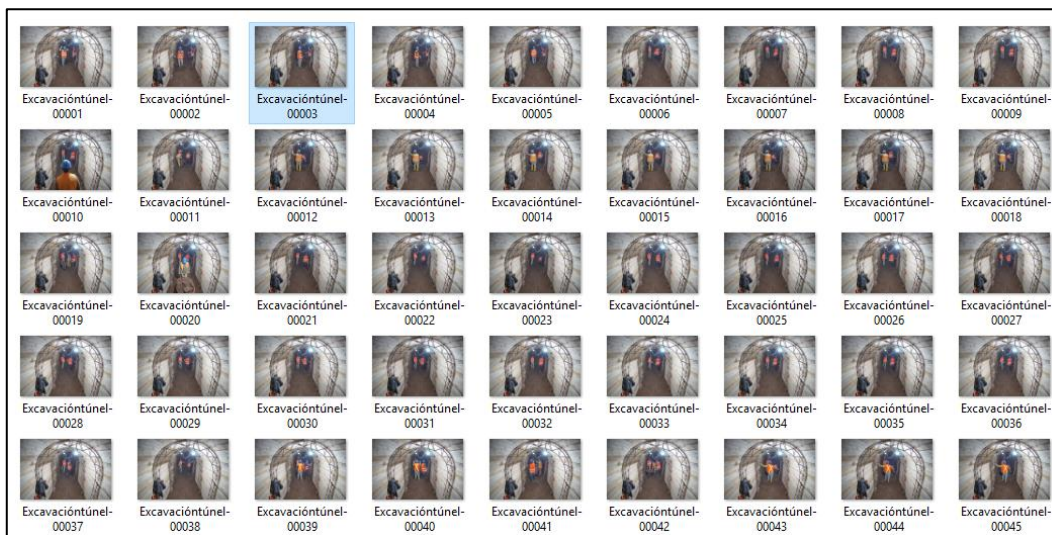 Excavacióntúnel-00001
Excavacióntúnel-00002
Excavacióntúnel-00003
Excavacióntúnel-00004
Excavacióntúnel-00005
Excavacióntúnel-00006
Excavacióntúnel-00007
Excavacióntúnel-00008
Excavacióntúnel-00009
Excavacióntúnel-00010
Excavacióntúnel-00011
Excavacióntúnel-00012
Excavacióntúnel-00013
Excavacióntúnel-00014
Excavacióntúnel-00015
Excavacióntúnel-00016
Excavacióntúnel-00017
Excavacióntúnel-00018
Excavacióntúnel-00019
Excavacióntúnel-00020
Excavacióntúnel-00021
Excavacióntúnel-00022
Excavacióntúnel-00023
Excavacióntúnel-00024
Excavacióntúnel-00025
Excavacióntúnel-00026
Excavacióntúnel-00027
Excavacióntúnel-00028
Excavacióntúnel-00029
Excavacióntúnel-00030
Excavacióntúnel-00031
Excavacióntúnel-00032
Excavacióntúnel-00033
Excavacióntúnel-00034
Excavacióntúnel-00035
Excavacióntúnel-00036
Excavacióntúnel-00037
Excavacióntúnel-00038
Excavacióntúnel-00039
Excavacióntúnel-00040
Excavacióntúnel-00041
Excavacióntúnel-00042
Excavacióntúnel-00043
Excavacióntúnel-00044
Excavacióntúnel-00045